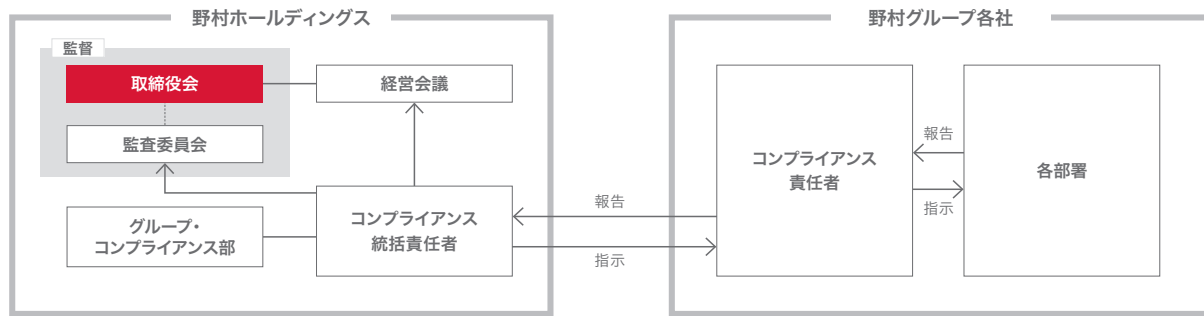 野村ホールディングス
監督
取締役会
経営会議
監査委員会
グループ・
コンプライアンス部
コンプライアンス
統括責任者
報告
指示
野村グループ各社
コンプライアンス
責任者
報告
指示
各部署